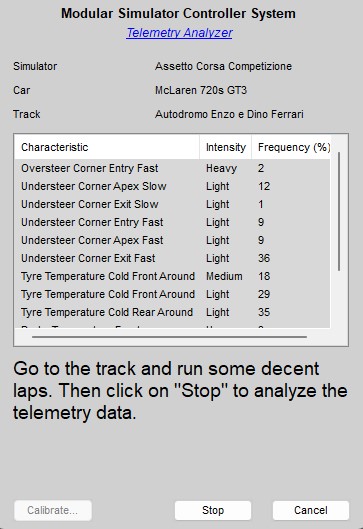 Modular Simulator Controller System
Telemetry Analyzer
Simulator Assetto Corsa Competizione
Car McLaren 720s GT3
Track Autodromo Enzo e Dino Ferrari
Characteristic Intensity Frequency (%)
Oversteer Corner Entry Fast Heavy 2
Understeer Corner Apex Slow Light 12
Understeer Corner Exit Slow Light 1
Understeer Corner Entry Fast Light 9
Understeer Corner Apex Fast Light 9
Understeer Corner Exit Fast Light 36
Tyre Temperature Cold Front Around Medium 18
Tyre Temperature Cold Front Around Light 29
Tyre Temperature Cold Rear Around Light 35
Go to the track and run some decent
laps. Then click on "Stop" to analyze the
telemetry data.
Calibrate... Stop Cancel